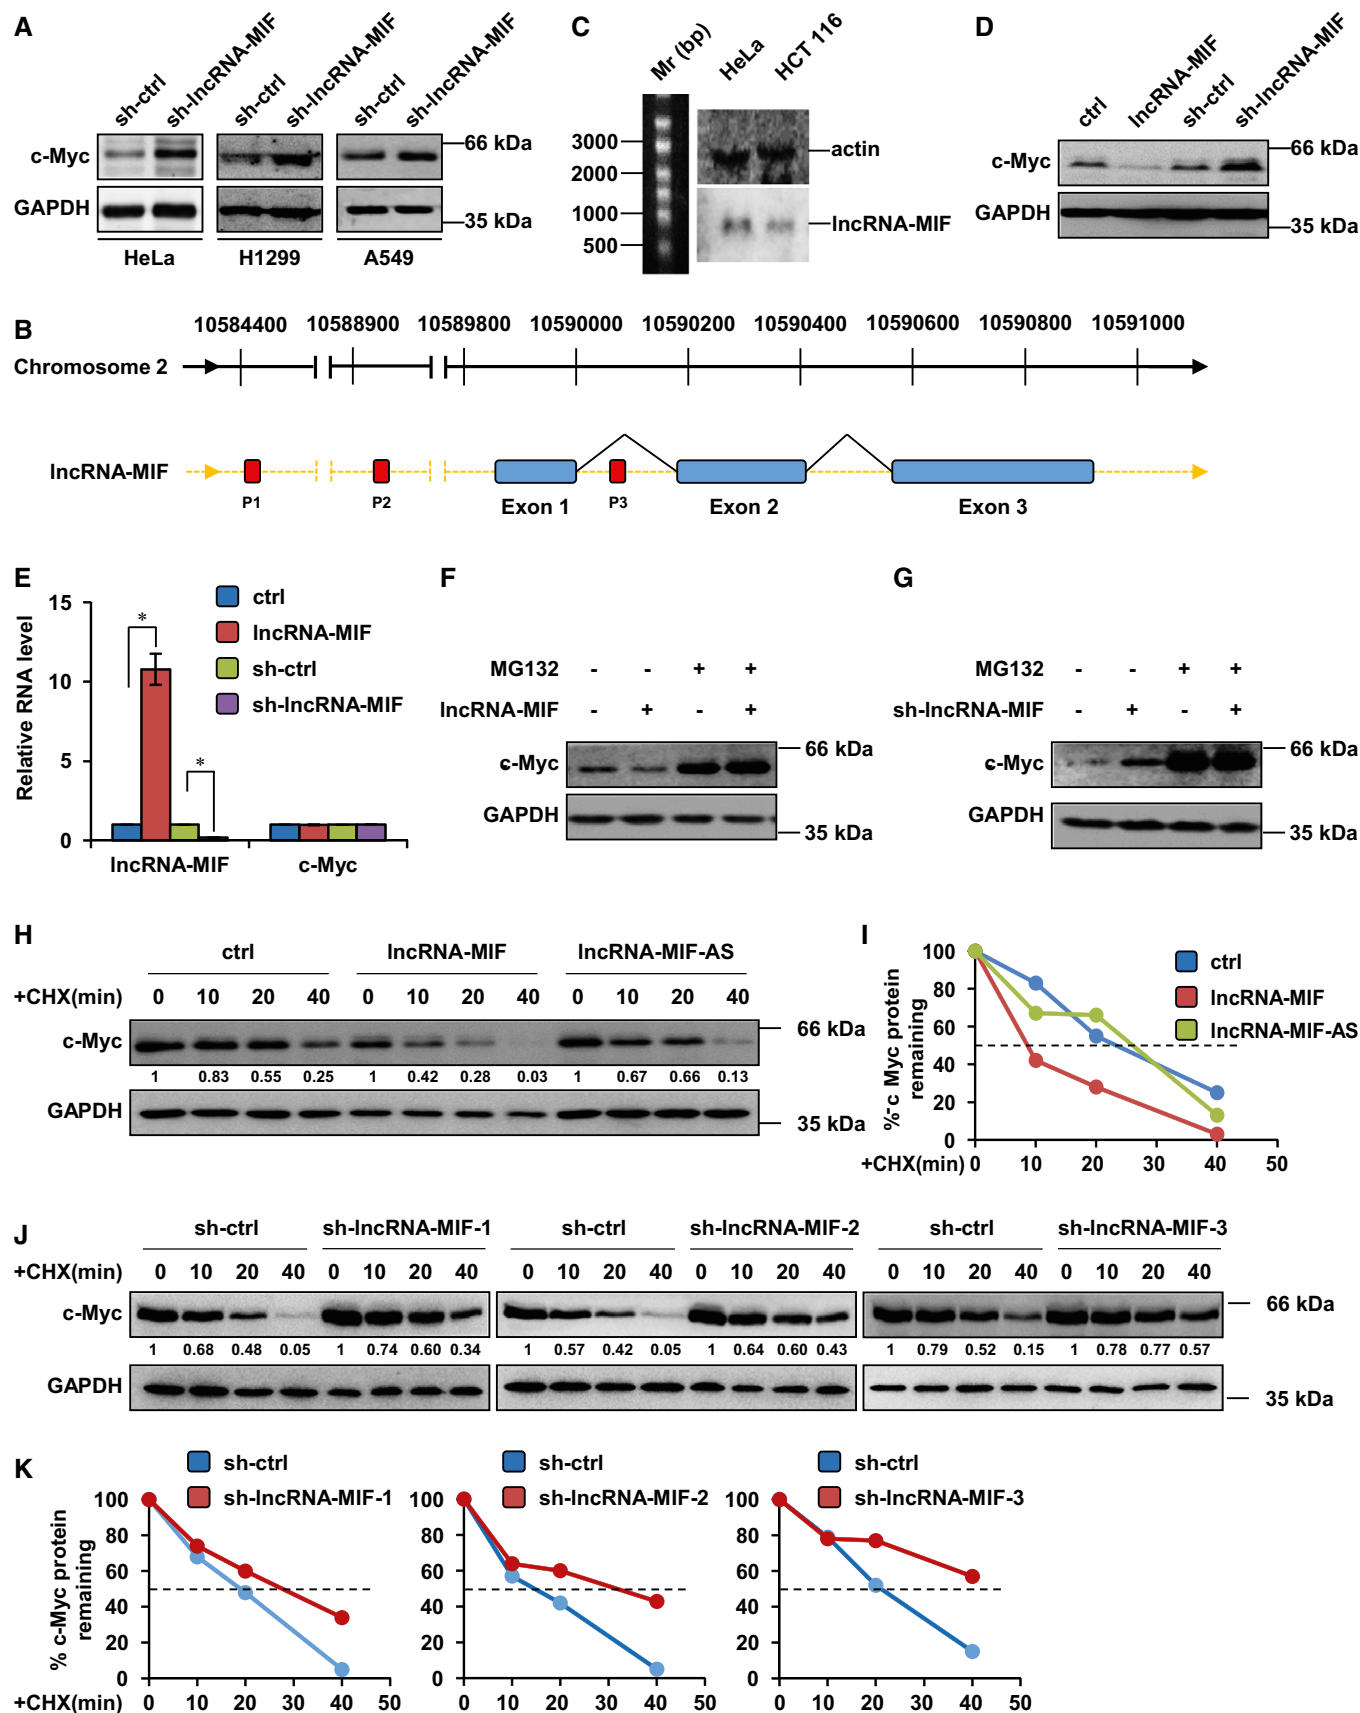 A
sh-ctrl
sh-lncRNA-MIF
sh-ctrl
sh-lncRNA-MIF
sh-ctrl
sh-lncRNA-MIF
c-Myc
66 kDa
GAPDH
35 kDa
HeLa
H1299
A549
C
Mr (bp)
HeLa
HCT 116
3000
2000
1000
500
actin
lncRNA-MIF
D
ctrl
lncRNA-MIF
sh-ctrl
sh-lncRNA-MIF
c-Myc
66 kDa
GAPDH
35 kDa
B
10584400 10588900 10589800 10590000 10590200 10590400 10590600 10590800 10591000
Chromosome 2
lncRNA-MIF
P1
P2
Exon 1
P3
Exon 2
Exon 3
E
Relative RNA level
15
10
5
0
ctrl
lncRNA-MIF
sh-ctrl
sh-lncRNA-MIF
*
*
lncRNA-MIF
c-Myc
F
MG132 - - + +
lncRNA-MIF - + - +
c-Myc
66 kDa
GAPDH
35 kDa
G
MG132 - - + +
sh-lncRNA-MIF - + - +
c-Myc
66 kDa
GAPDH
35 kDa
H
ctrl lncRNA-MIF lncRNA-MIF-AS
+CHX(min) 0 10 20 40 0 10 20 40 0 10 20 40
c-Myc
66 kDa
1 0.83 0.55 0.25 1 0.42 0.28 0.03 1 0.67 0.66 0.13
GAPDH
35 kDa
I
%-c Myc protein
remaining
100
80
60
40
20
0
ctrl
lncRNA-MIF
lncRNA-MIF-AS
+CHX(min) 0 10 20 30 40 50
J
sh-ctrl sh-lncRNA-MIF-1 sh-ctrl sh-lncRNA-MIF-2 sh-ctrl sh-lncRNA-MIF-3
+CHX(min) 0 10 20 40 0 10 20 40 0 10 20 40 0 10 20 40 0 10 20 40 0 10 20 40
c-Myc
66 kDa
1 0.68 0.48 0.05 1 0.74 0.60 0.34 1 0.57 0.42 0.05 1 0.64 0.60 0.43 1 0.79 0.52 0.15 1 0.78 0.77 0.57
GAPDH
35 kDa
K
% c-Myc protein
remaining
sh-ctrl
sh-lncRNA-MIF-1
100
80
60
40
20
0
+CHX(min) 0 10 20 30 40 50
sh-ctrl
sh-lncRNA-MIF-2
100
80
60
40
20
0
0 10 20 30 40 50
sh-ctrl
sh-lncRNA-MIF-3
100
80
60
40
20
0
0 10 20 30 40 50